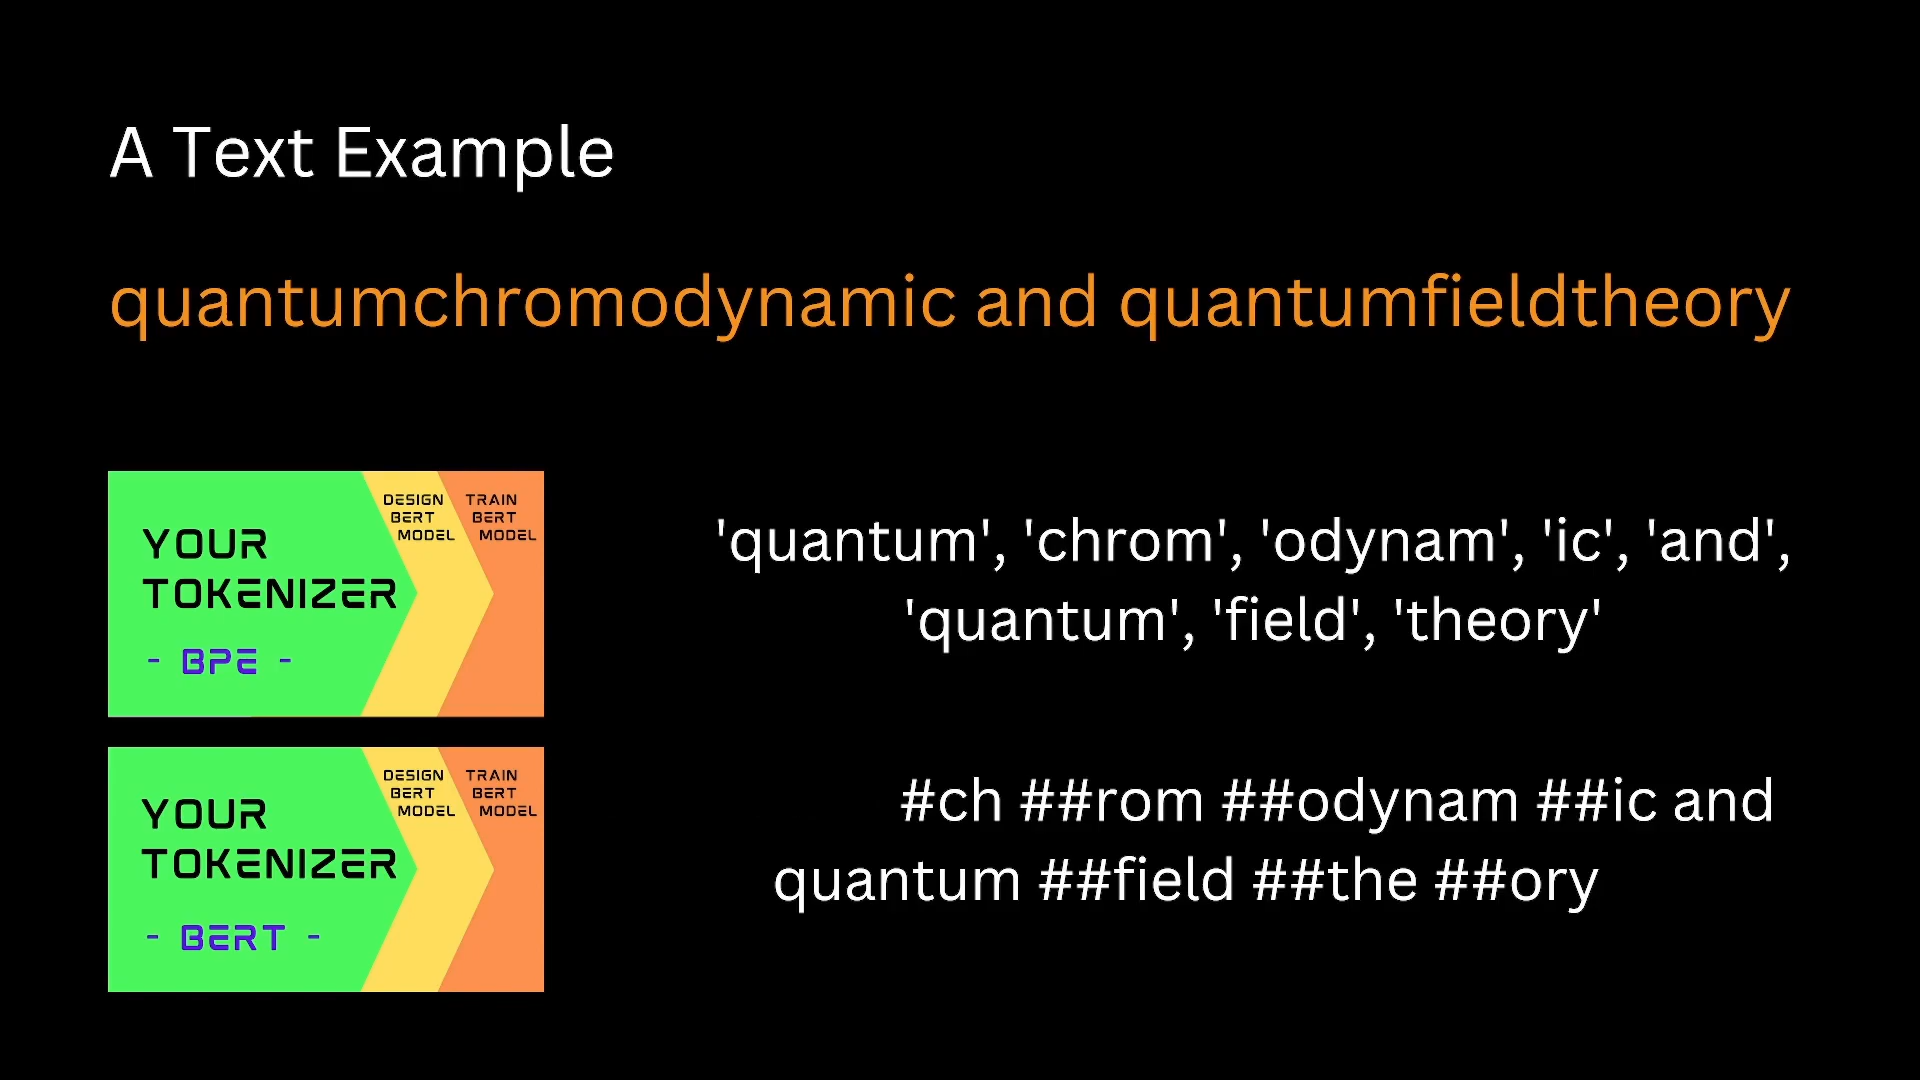 A Text Example
quantumchromodynamic and quantumfieldtheory
YOUR
TOKENIZER
- BPE -
DESIGN
BERT
MODEL
TRAIN
BERT
MODEL
'quantum', 'chrom', 'odynam', 'ic', 'and',
'quantum', 'field', 'theory'
YOUR
TOKENIZER
- BERT -
DESIGN
BERT
MODEL
TRAIN
BERT
MODEL
#ch ##rom ##odynam ##ic and
quantum ##field ##the ##ory